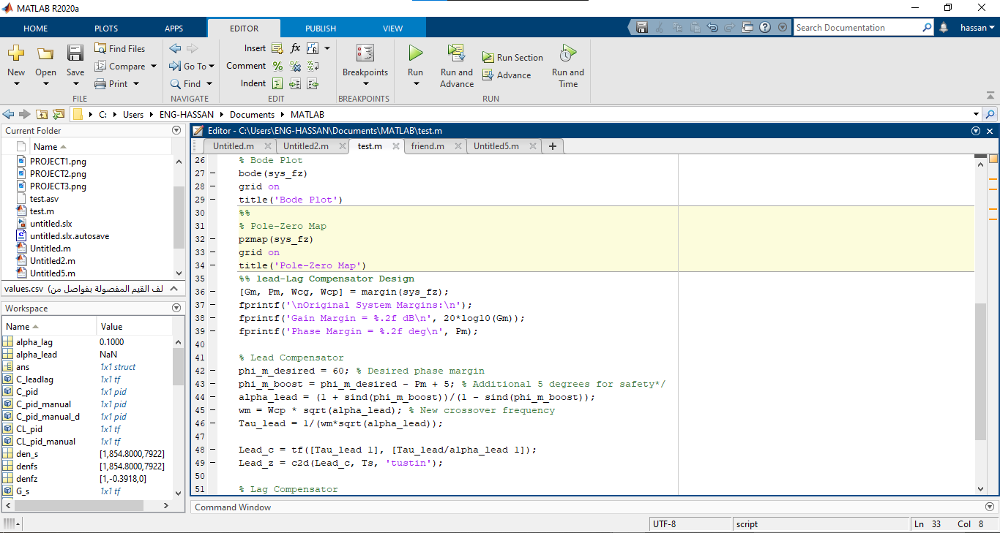 MATLAB R2020a
HOME PLOTS APPS EDITOR PUBLISH VIEW Search Documentation hassan
New Open Save Find Files Compare Print
Go To Find
Insert fx
Comment
Indent
Breakpoints
Run Run and Advance Run Section Advance Run and Time
FILE NAVIGATE EDIT BREAKPOINTS RUN
C: Users ENG-HASSAN Documents MATLAB
Current Folder
Name
PROJECT1.png
PROJECT2.png
PROJECT3.png
test.asv
test.m
untitled.slx
untitled.slx.autosave
Untitled.m
Untitled2.m
Untitled5.m
values.csv (لف القيم المفصولة بفواصل من
Workspace
Name Value
alpha_lag 0.1000
alpha_lead NaN
ans 1x1 struct
C_leadlag 1x1 tf
C_pid 1x1 pid
C_pid_manual 1x1 pid
C_pid_manual_d 1x1 pid
CL_pid 1x1 tf
CL_pid_manual 1x1 tf
den_s [1,854.8000,7922]
denfs [1,854.8000,7922]
denfz [1,-0.3918,0]
G_s 1x1 tf
Editor - C:\Users\ENG-HASSAN\Documents\MATLAB\test.m
Untitled.m Untitled2.m test.m friend.m Untitled5.m +
26 % Bode Plot
27 – bode(sys_fz)
28 – grid on
29 – title('Bode Plot')
30 %%
31 % Pole-Zero Map
32 – pzmap(sys_fz)
33 – grid on
34 – title('Pole-Zero Map')
35 %% lead-Lag Compensator Design
36 – [Gm, Pm, Wcg, Wcp] = margin(sys_fz);
37 – fprintf('\nOriginal System Margins:\n');
38 – fprintf('Gain Margin = %.2f dB\n', 20*log10(Gm));
39 – fprintf('Phase Margin = %.2f deg\n', Pm);
40
41 % Lead Compensator
42 – phi_m_desired = 60; % Desired phase margin
43 – phi_m_boost = phi_m_desired - Pm + 5; % Additional 5 degrees for safety*/
44 – alpha_lead = (1 + sind(phi_m_boost))/(1 - sind(phi_m_boost));
45 – wm = Wcp * sqrt(alpha_lead); % New crossover frequency
46 – Tau_lead = 1/(wm*sqrt(alpha_lead));
47
48 – Lead_c = tf([Tau_lead 1], [Tau_lead/alpha_lead 1]);
49 – Lead_z = c2d(Lead_c, Ts, 'tustin');
50
51 % Lag Compensator
Command Window
UTF-8 script Ln 33 Col 8